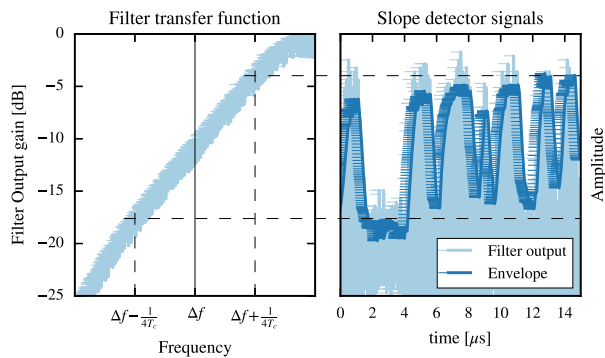 Filter transfer function
Slope detector signals
Filter Output gain [dB]
0
−5
−10
−15
−20
−25
Δf−1/4T_c
Δf
Δf+1/4T_c
Frequency
Filter output
Envelope
0 2 4 6 8 10 12 14
time [μs]
Amplitude